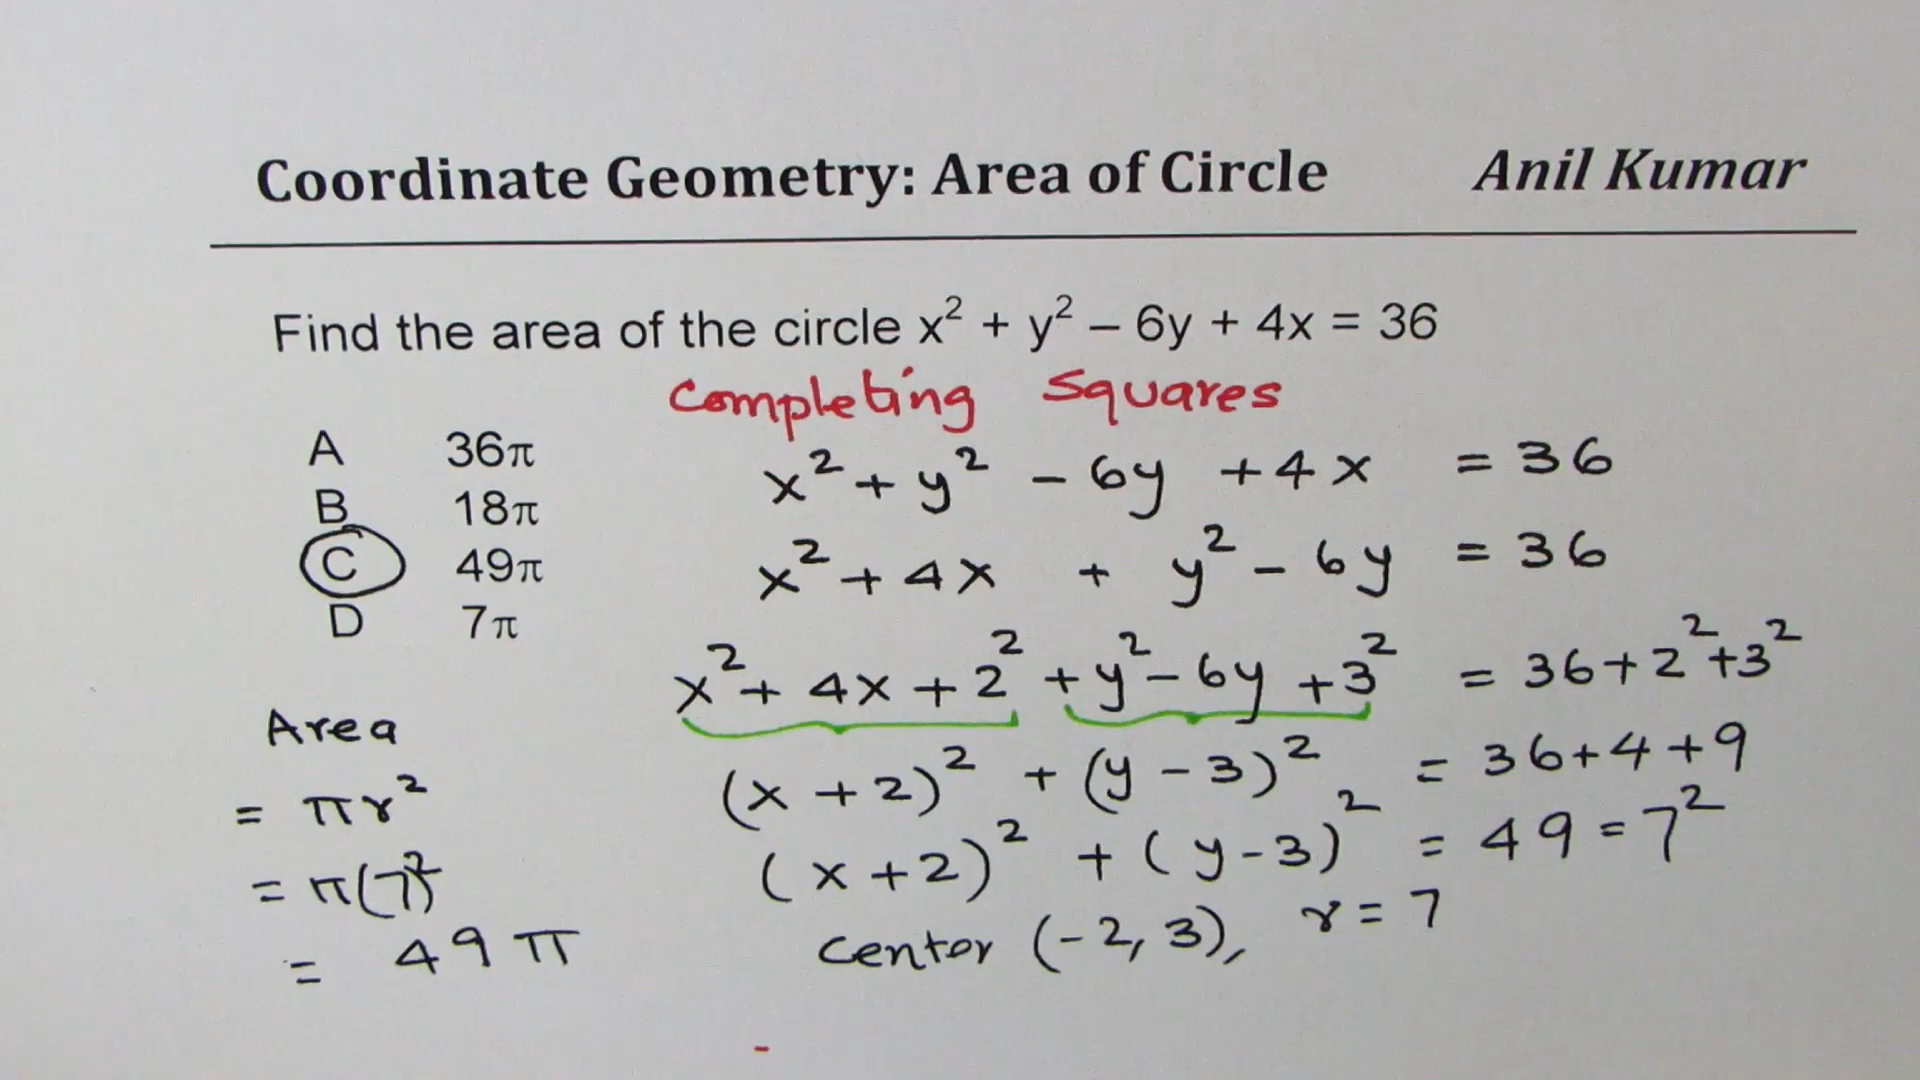 Coordinate Geometry: Area of Circle Anil Kumar
Find the area of the circle x² + y² – 6y + 4x = 36
Completing Squares
A 36π
B 18π
C 49π
D 7π
x² + y² - 6y + 4x = 36
x² + 4x + y² - 6y = 36
x² + 4x + 2² + y² - 6y + 3² = 36 + 2² + 3²
(x + 2)² + (y - 3)² = 36 + 4 + 9
(x + 2)² + (y - 3)² = 49 = 7²
Center (-2, 3), r = 7
Area
= πr²
= π(7)²
= 49 π